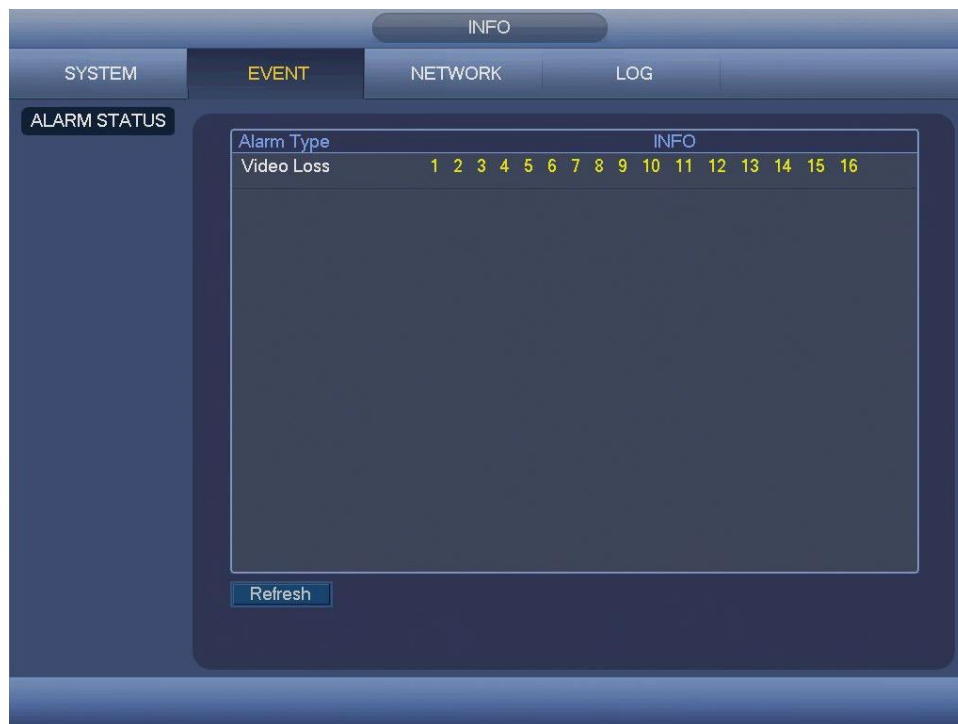 INFO
SYSTEM EVENT NETWORK LOG
ALARM STATUS
Alarm Type INFO
Video Loss 1 2 3 4 5 6 7 8 9 10 11 12 13 14 15 16
Refresh